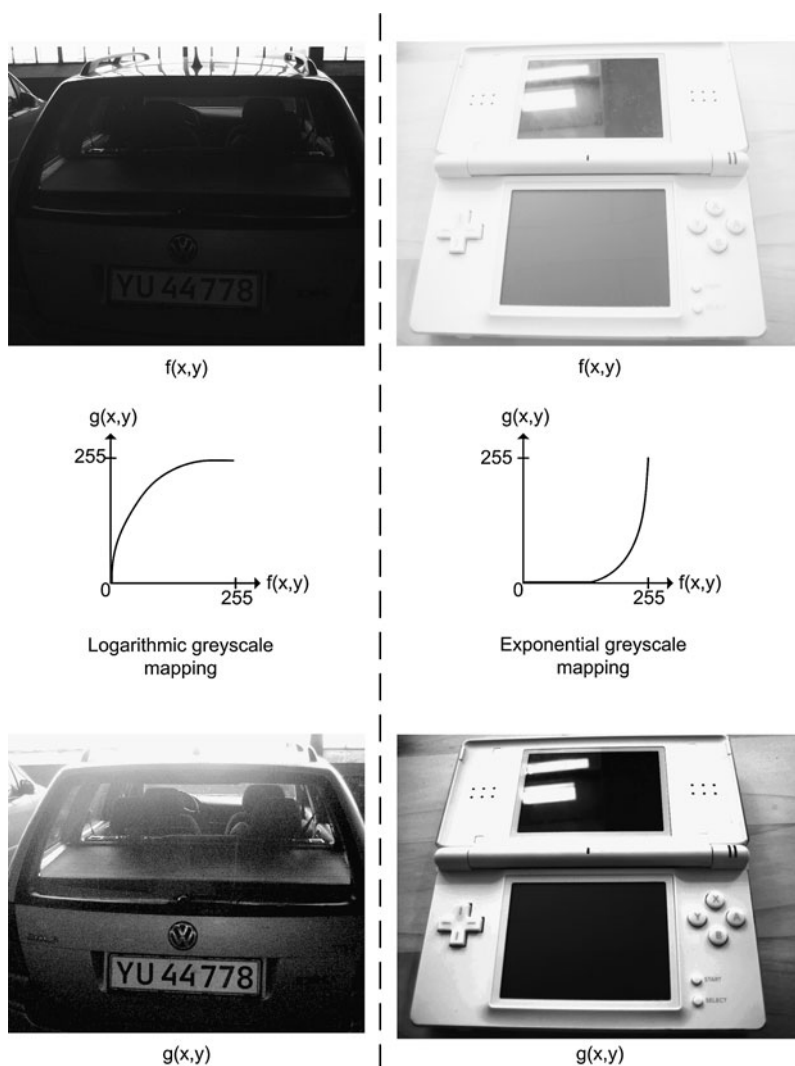 YU 44778
f(x,y)
g(x,y)
255
0
255
f(x,y)
Logarithmic greyscale
mapping
YU 44778
g(x,y)
f(x,y)
g(x,y)
255
0
255
f(x,y)
Exponential greyscale
mapping
X
Y
A
B
START
SELECT
g(x,y)